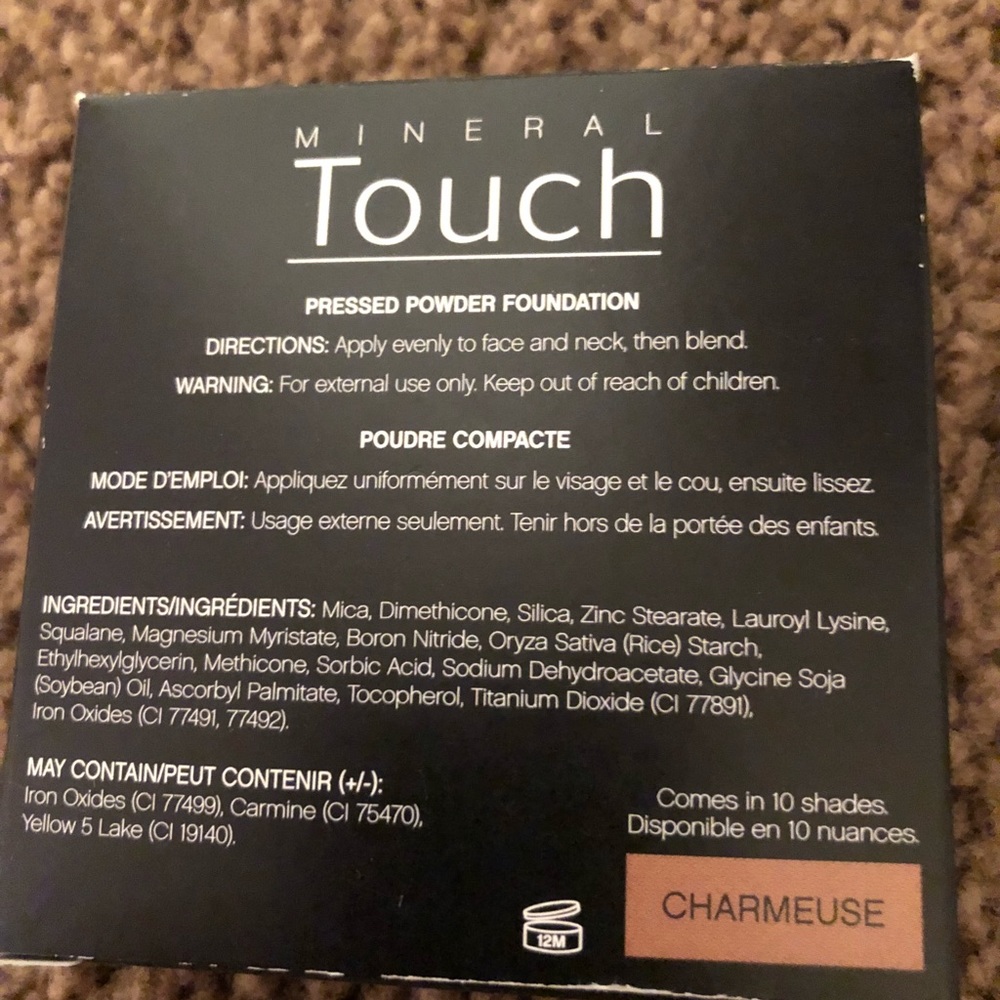 MINERAL
Touch
PRESSED POWDER FOUNDATION
DIRECTIONS: Apply evenly to face and neck, then blend.
WARNING: For external use only. Keep out of reach of children.
POUDRE COMPACTE
MODE D'EMPLOI: Appliquez uniformément sur le visage et le cou, ensuite lissez.
AVERTISSEMENT: Usage externe seulement. Tenir hors de la portée des enfants.
INGREDIENTS/INGRÉDIENTS: Mica, Dimethicone, Silica, Zinc Stearate, Lauroyl Lysine,
Squalane, Magnesium Myristate, Boron Nitride, Oryza Sativa (Rice) Starch,
Ethylhexylglycerin, Methicone, Sorbic Acid, Sodium Dehydroacetate, Glycine Soja
(Soybean) Oil, Ascorbyl Palmitate, Tocopherol, Titanium Dioxide (CI 77891),
Iron Oxides (CI 77491, 77492).
MAY CONTAIN/PEUT CONTENIR (+/-):
Iron Oxides (CI 77499), Carmine (CI 75470),
Yellow 5 Lake (CI 19140).
Comes in 10 shades.
Disponible en 10 nuances.
CHARMEUSE
12M